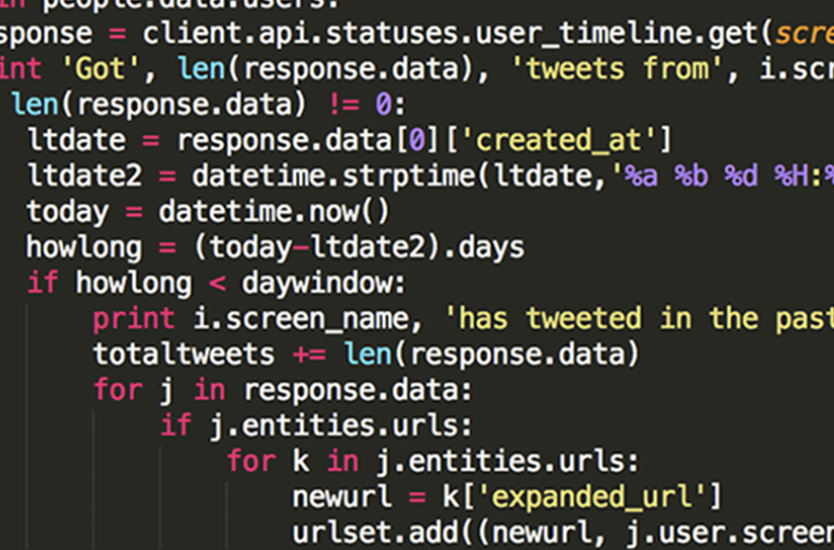 in people.data.users:
sponse = client.api.statuses.user_timeline.get(scre
int 'Got', len(response.data), 'tweets from', i.scr
len(response.data) != 0:
ltdate = response.data[0]['created_at']
ltdate2 = datetime.strptime(ltdate,'%a %b %d %H:%
today = datetime.now()
howlong = (today-ltdate2).days
if howlong < daywindow:
print i.screen_name, 'has tweeted in the past
totaltweets += len(response.data)
for j in response.data:
if j.entities.urls:
for k in j.entities.urls:
newurl = k['expanded_url']
urlset.add((newurl, j.user.screen